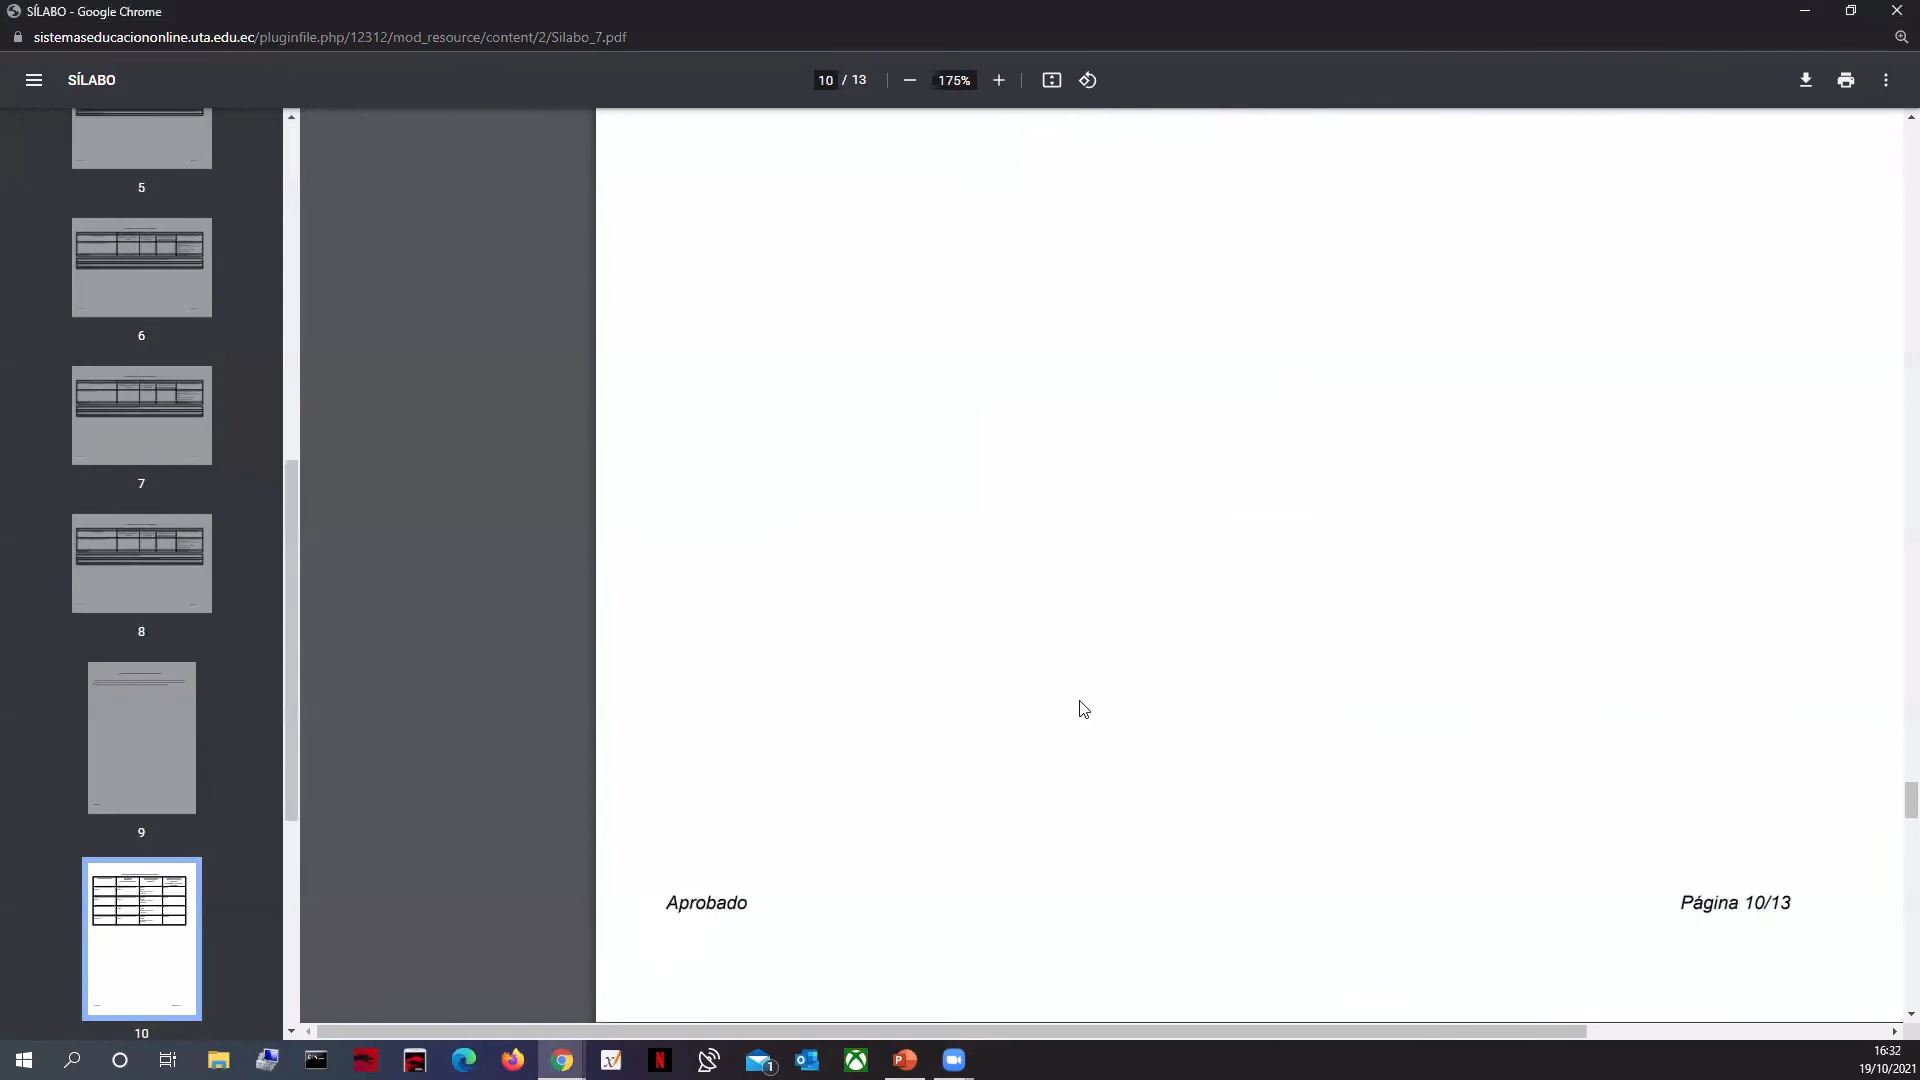 SÍLABO - Google Chrome
sistemaseducaciononline.uta.edu.ec/pluginfile.php/12312/mod_resource/content/2/Silabo_7.pdf
SÍLABO
10 / 13
175%
5
6
7
8
9
10
Aprobado
Página 10/13
1
16:32
19/10/2021